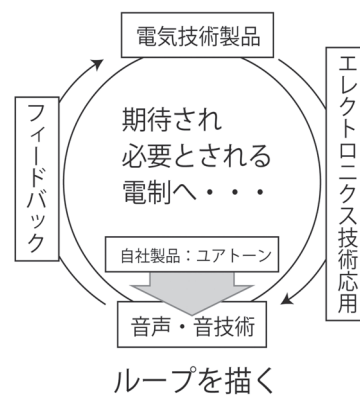 電気技術製品
エレクトロニクス技術応用
フィードバック
期待され
必要とされる
電制へ・・・
自社製品：ユアトーン
音声・音技術
ループを描く